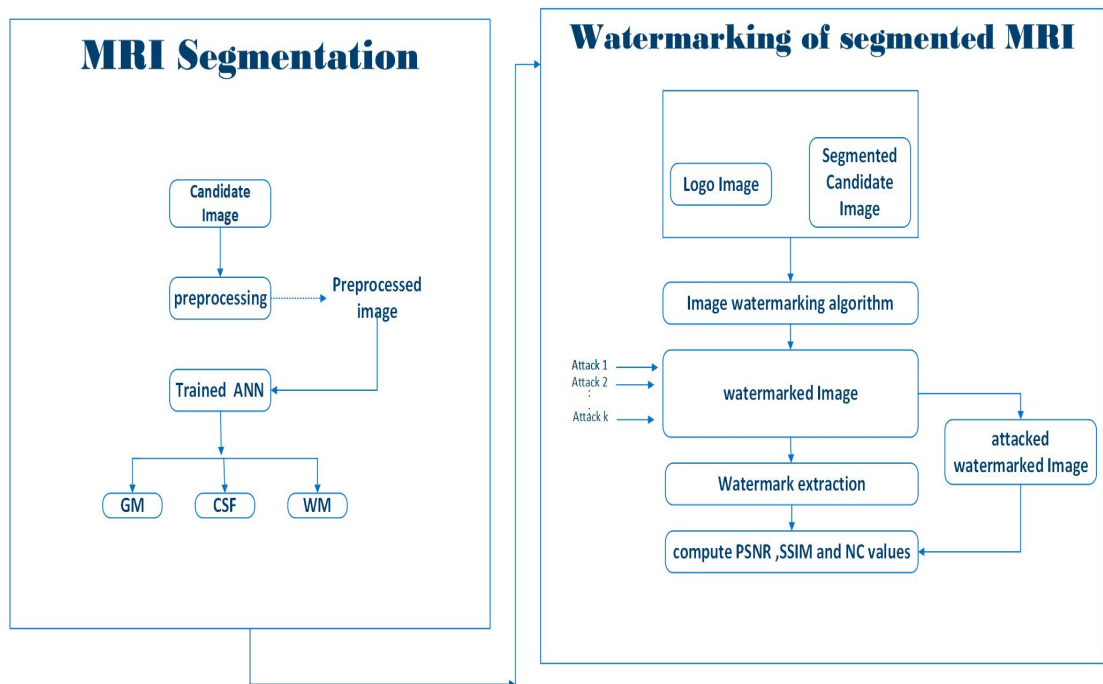 MRI Segmentation
Candidate
Image
preprocessing
Preprocessed
image
Trained ANN
GM
CSF
WM
Watermarking of segmented MRI
Logo Image
Segmented
Candidate
Image
Image watermarking algorithm
Attack 1
Attack 2
:
:
Attack k
watermarked Image
attacked
watermarked Image
Watermark extraction
compute PSNR ,SSIM and NC values